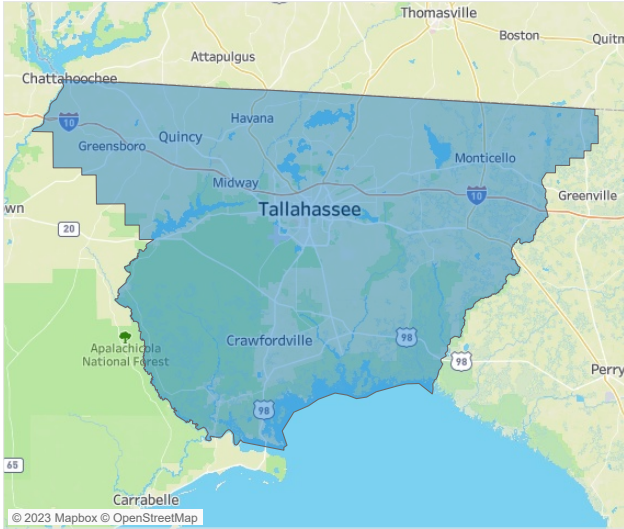 Thomasville
Boston
Quitm
Attapulgus
Chattahoochee
10
Havana
Quincy
Greensboro
Monticello
Midway
10
Greenville
wn
Tallahassee
20
Crawfordville
98
Apalachicola
National Forest
98
Perry
98
65
Carrabelle
© 2023 Mapbox © OpenStreetMap